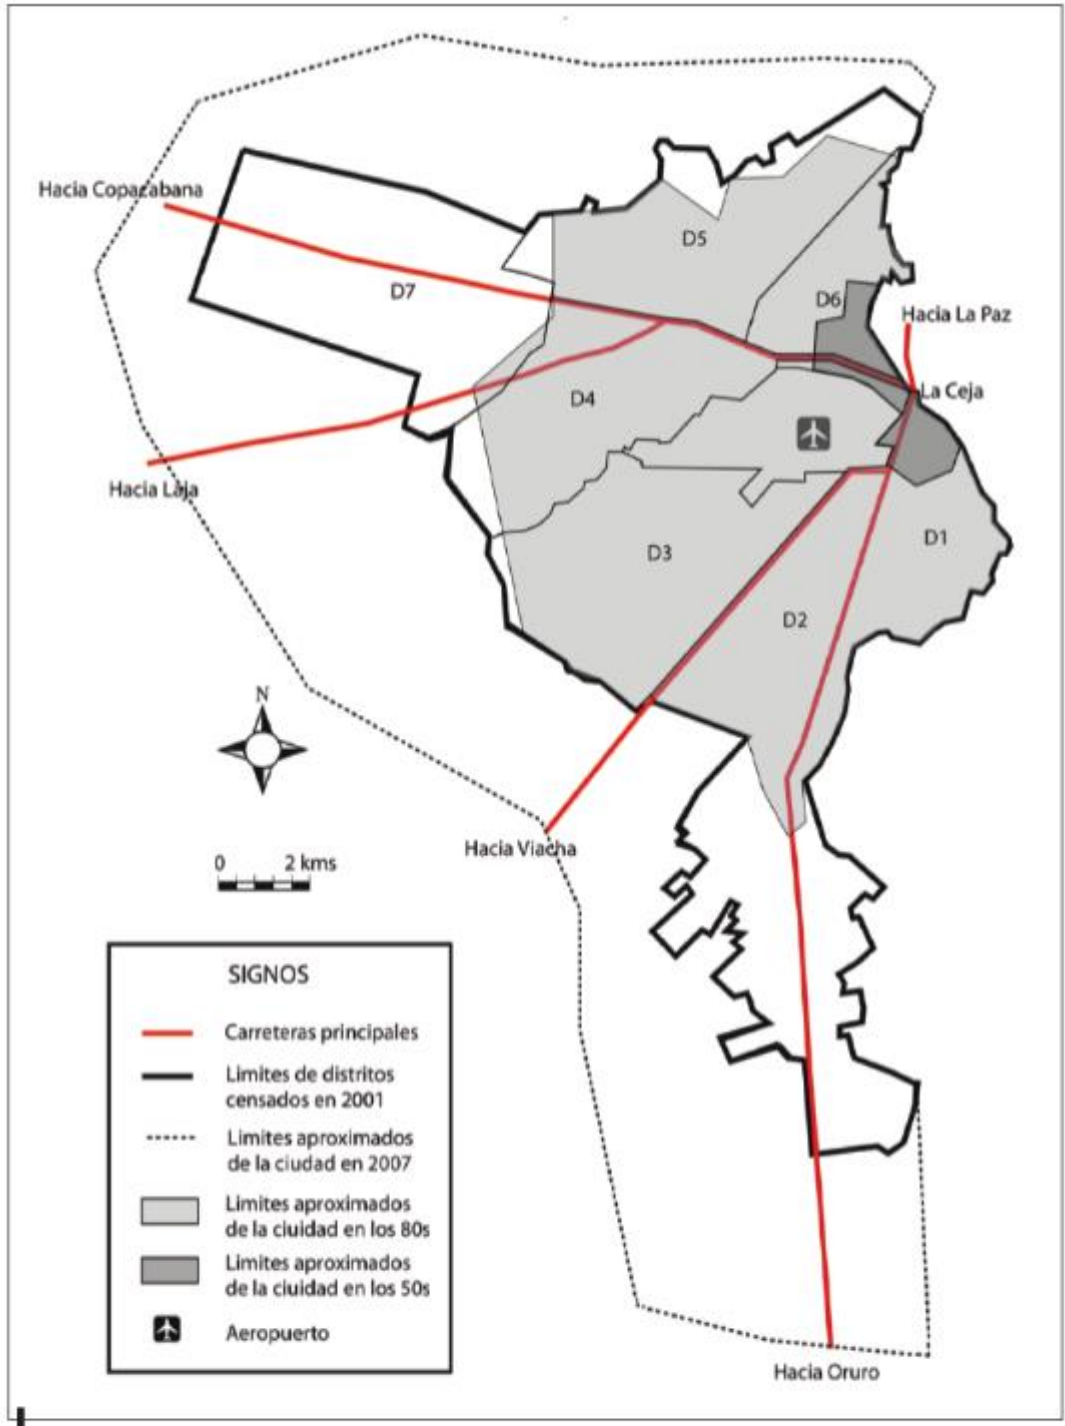 Hacia Copacabana
D5
D7
D6
Hacia La Paz
La Ceja
D4
Hacia Laja
D1
D3
D2
N
0 2 kms
Hacia Viacha
SIGNOS
Carreteras principales
Limites de distritos
censados en 2001
Limites aproximados
de la ciudad en 2007
Limites aproximados
de la ciuidad en los 80s
Limites aproximados
de la ciuidad en los 50s
Aeropuerto
Hacia Oruro